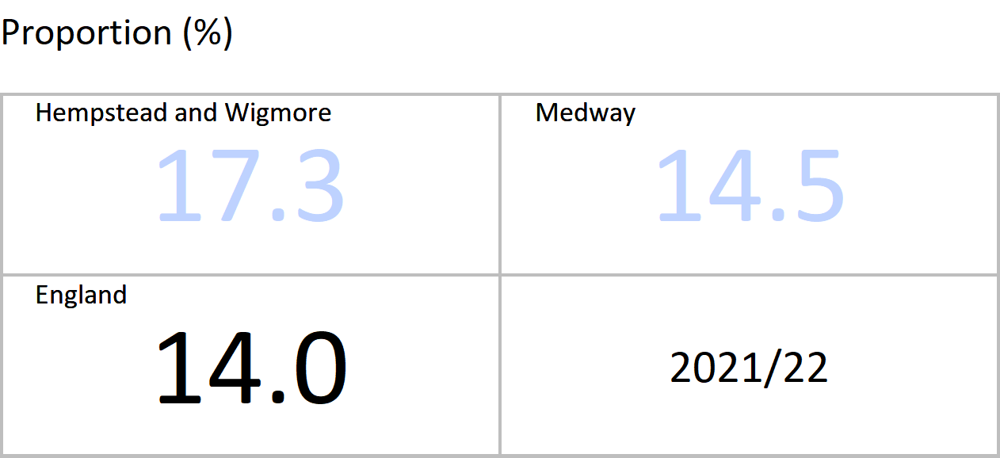 Proportion (%)
Hempstead and Wigmore
17.3
Medway
14.5
England
14.0
2021/22